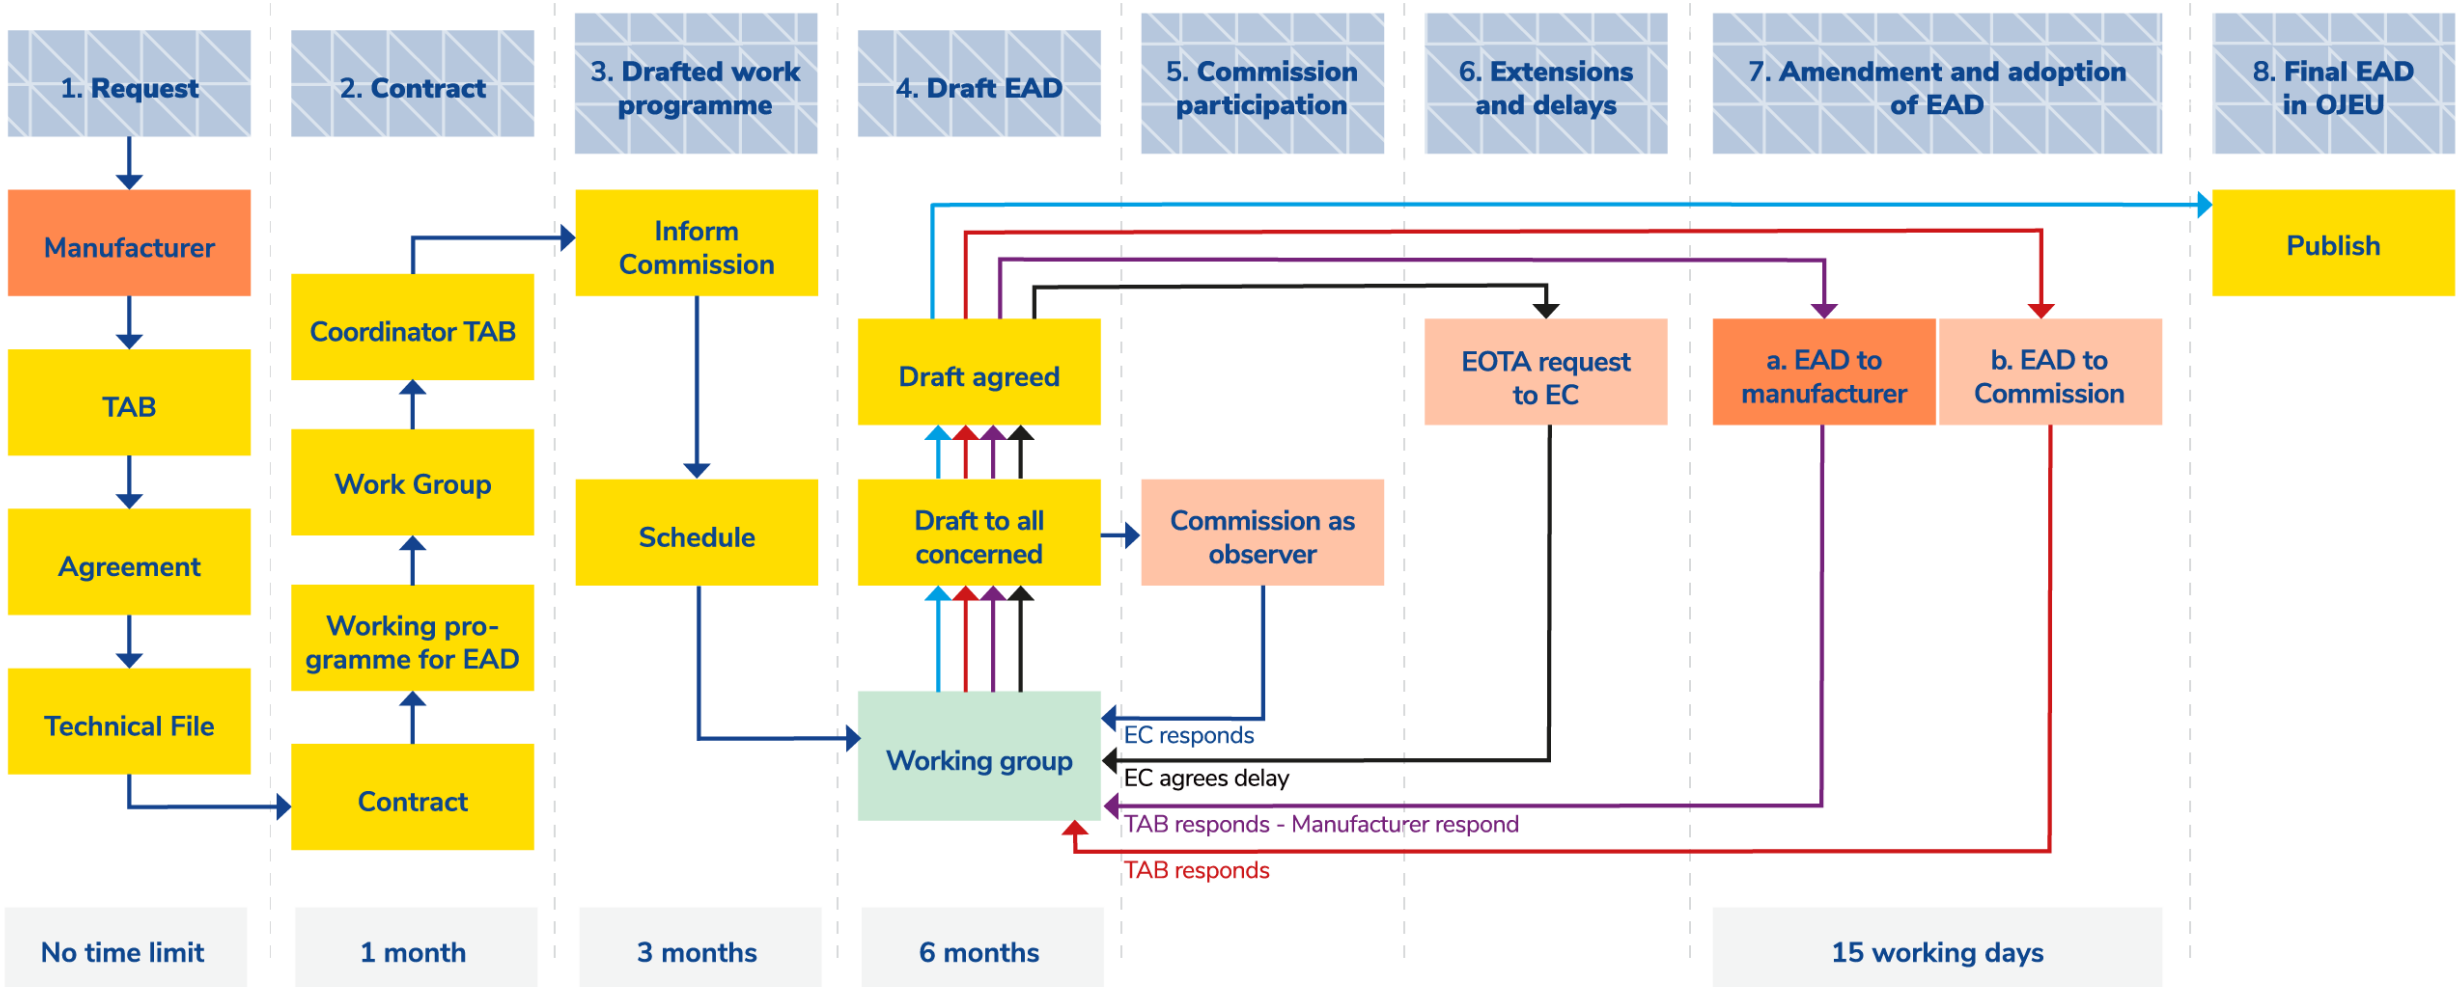 1. Request
2. Contract
3. Drafted work
programme
4. Draft EAD
5. Commission
participation
6. Extensions
and delays
7. Amendment and adoption
of EAD
8. Final EAD
in OJEU
Manufacturer
TAB
Agreement
Technical File
Coordinator TAB
Work Group
Working pro-
gramme for EAD
Contract
Inform
Commission
Schedule
Draft agreed
Draft to all
concerned
Working group
Commission as
observer
EC responds
EC agrees delay
TAB responds - Manufacturer respond
TAB responds
EOTA request
to EC
a. EAD to
manufacturer
b. EAD to
Commission
Publish
No time limit
1 month
3 months
6 months
15 working days